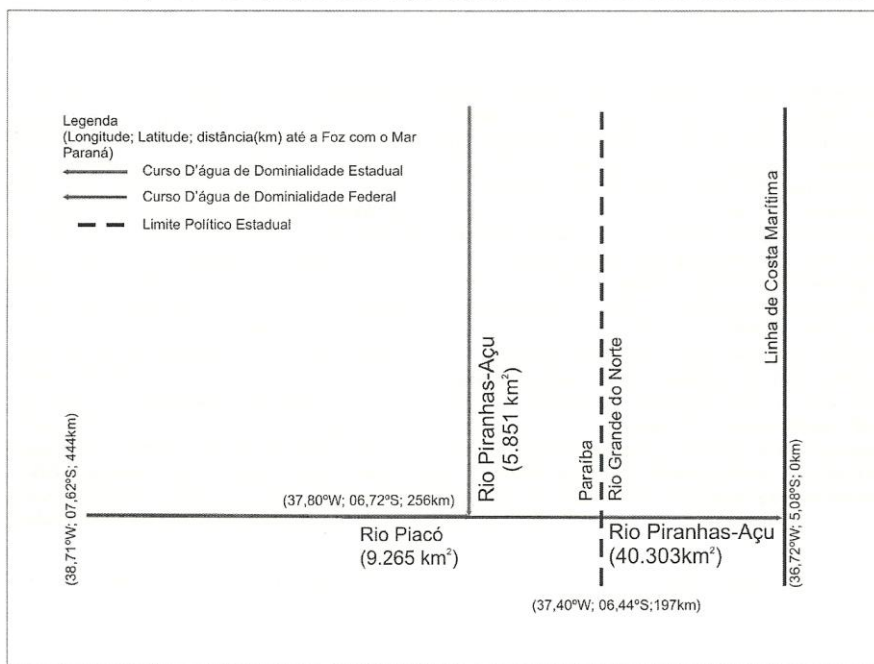 Legenda
(Longitude; Latitude; distância(km) até a Foz com o Mar
Paraná)
Curso D'água de Dominialidade Estadual
Curso D'água de Dominialidade Federal
Limite Político Estadual
Linha de Costa Marítima
Rio Piranhas-Açu
(5.851 km²)
Paraíba
Rio Grande do Norte
(38,71ºW; 07,62ºS; 444km)
(37,80ºW; 06,72ºS; 256km)
Rio Piacó
(9.265 km²)
Rio Piranhas-Açu
(40.303km²)
(36,72ºW; 5,08ºS; 0km)
(37,40ºW; 06,44ºS;197km)